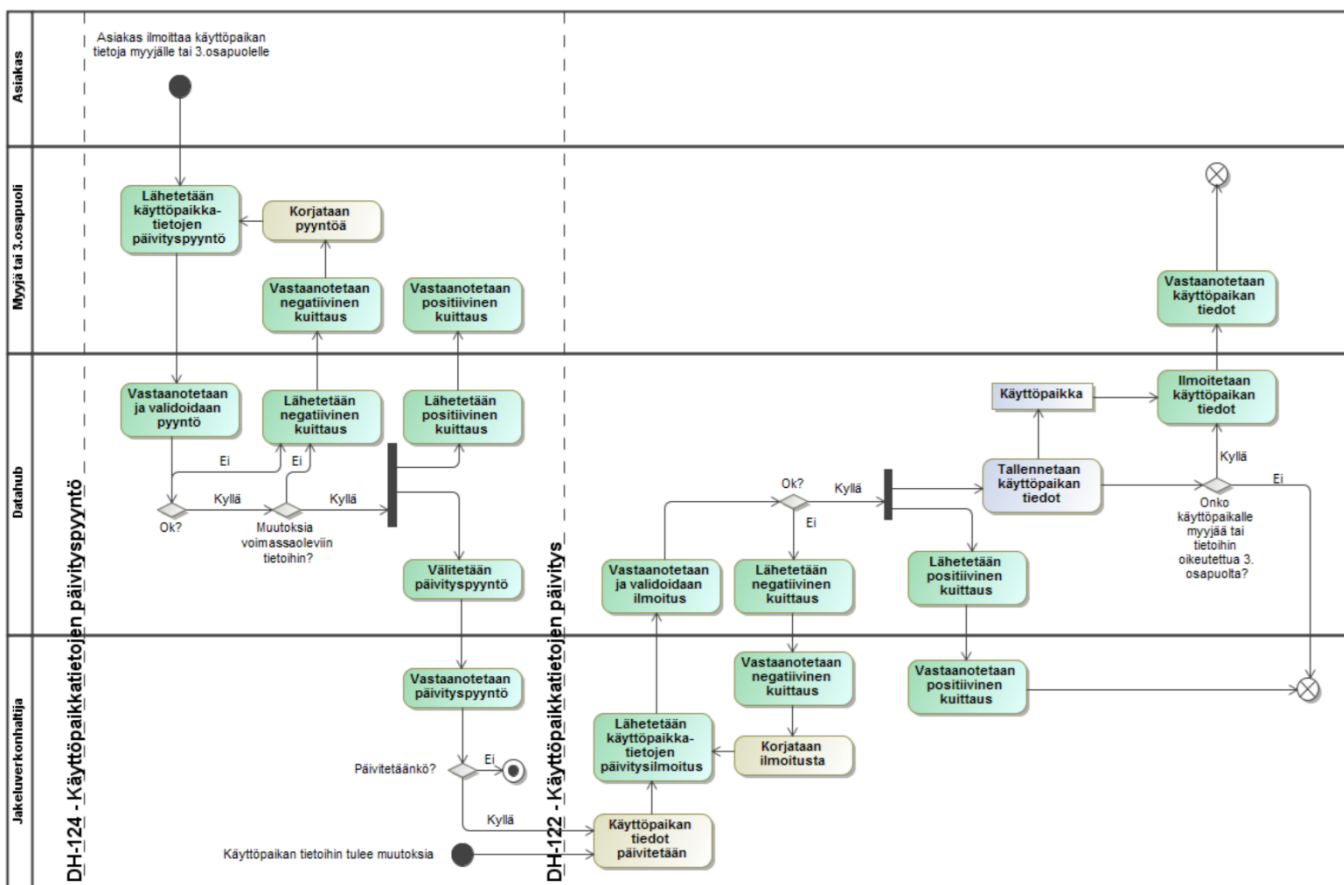 Asiakas
Asiakas ilmoittaa käyttöpaikan
tietoja myyjälle tai 3.osapuolelle
Myyjä tai 3.osapuoli
Lähetetään
käyttöpaikka-
tietojen
päivityspyyntö
Korjataan
pyyntöä
Vastaanotetaan
negatiivinen
kuittaus
Vastaanotetaan
positiivinen
kuittaus
Vastaanotetaan
käyttöpaikan
tiedot
Datahub
Vastaanotetaan
ja validoidaan
pyyntö
Lähetetään
negatiivinen
kuittaus
Lähetetään
positiivinen
kuittaus
Käyttöpaikka
Ilmoitetaan
käyttöpaikan
tiedot
Ei
Ei
Kyllä
Kyllä
Ok?
Muutoksia
voimassaoleviin
tietoihin?
Välitetään
päivityspyyntö
Ok?
Kyllä
Ei
Tallennetaan
käyttöpaikan
tiedot
Kyllä
Ei
Onko
käyttöpaikalle
myyjää tai
tietoihin
oikeutettua 3.
osapuolta?
Vastaanotetaan
ja validoidaan
ilmoitus
Lähetetään
negatiivinen
kuittaus
Lähetetään
positiivinen
kuittaus
DH-124 - Käyttöpaikkatietojen päivityspyyntö
DH-122 - Käyttöpaikkatietojen päivitys
Jakeluverkonhaltija
Vastaanotetaan
päivityspyyntö
Päivitetäänkö?
Ei
Kyllä
Käyttöpaikan tietoihin tulee muutoksia
Lähetetään
käyttöpaikka-
tietojen
päivitysilmoitus
Vastaanotetaan
negatiivinen
kuittaus
Korjataan
ilmoitusta
Käyttöpaikan
tiedot
päivitetään
Vastaanotetaan
positiivinen
kuittaus